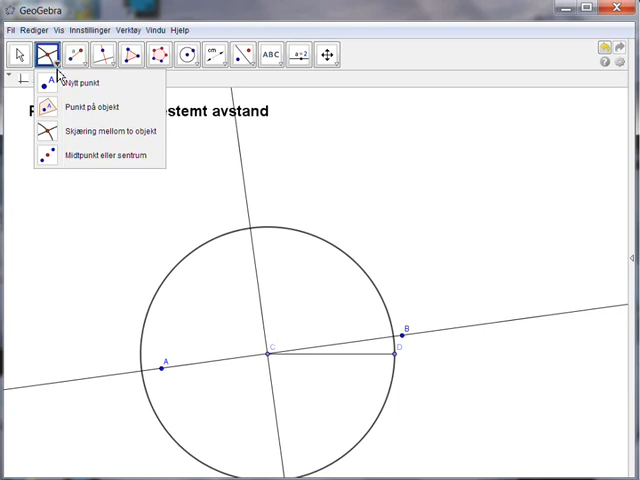 GeoGebra
Fil Rediger Vis Innstillinger Verktøy Vindu Hjelp
cm ABC a=2
A Nytt punkt
A Punkt på objekt
Skjæring mellom to objekt
Midtpunkt eller sentrum
estemt avstand
B
C D
A